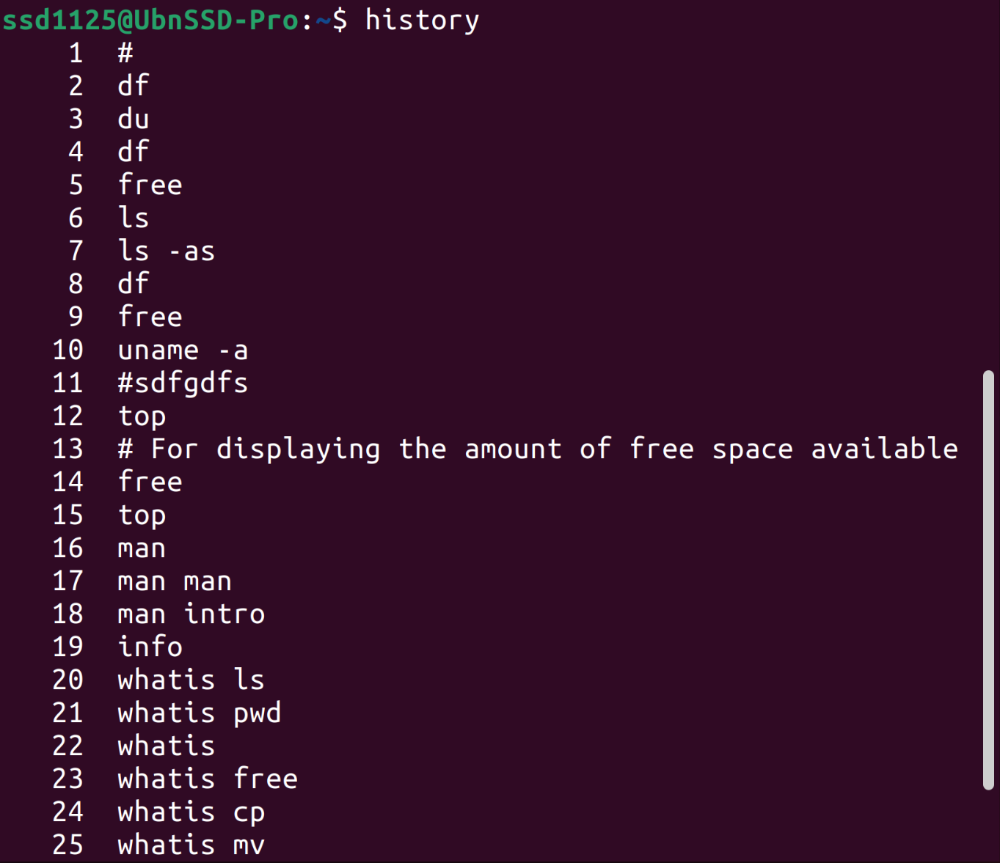 ssd1125@UbnSSD-Pro:~$ history
1 #
2 df
3 du
4 df
5 free
6 ls
7 ls -as
8 df
9 free
10 uname -a
11 #sdfgdfs
12 top
13 # For displaying the amount of free space available
14 free
15 top
16 man
17 man man
18 man intro
19 info
20 whatis ls
21 whatis pwd
22 whatis
23 whatis free
24 whatis cp
25 whatis mv